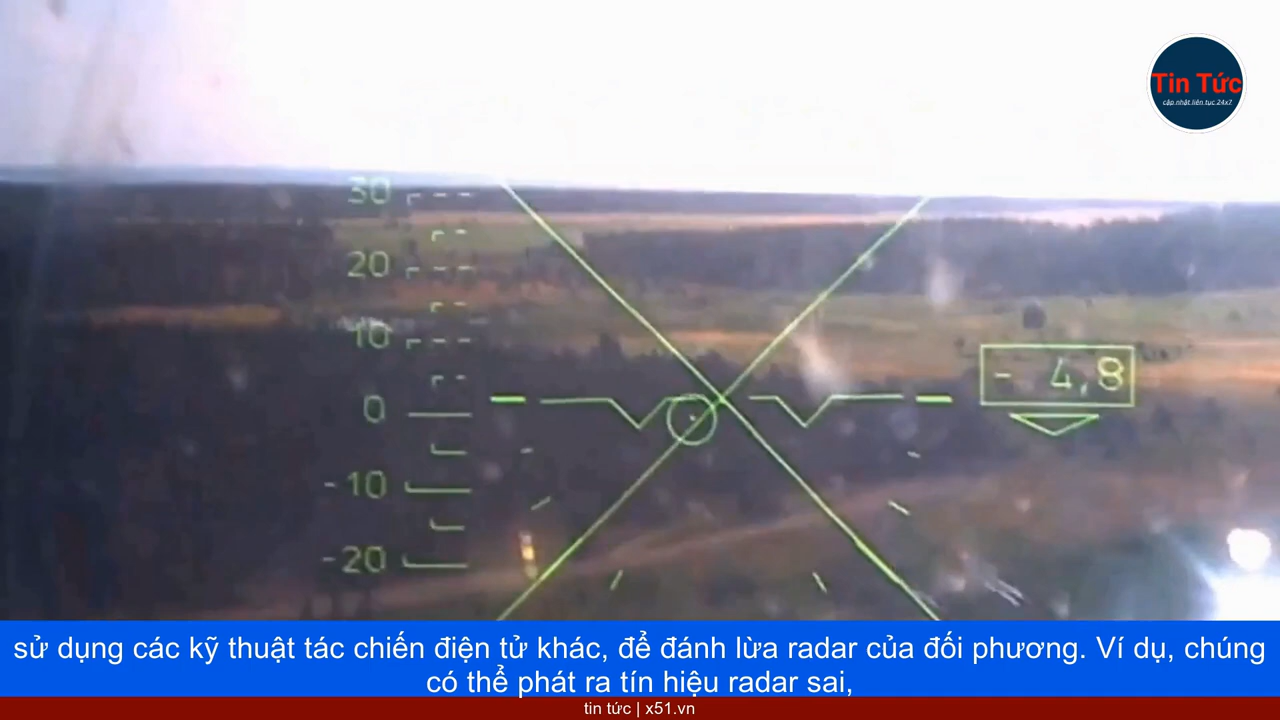 Tin Tức
cập.nhật.liên.tục.24x7
30
20
10
0
-10
-20
- 4,8
sử dụng các kỹ thuật tác chiến điện tử khác, để đánh lừa radar của đối phương. Ví dụ, chúng
có thể phát ra tín hiệu radar sai,
tin tức | x51.vn